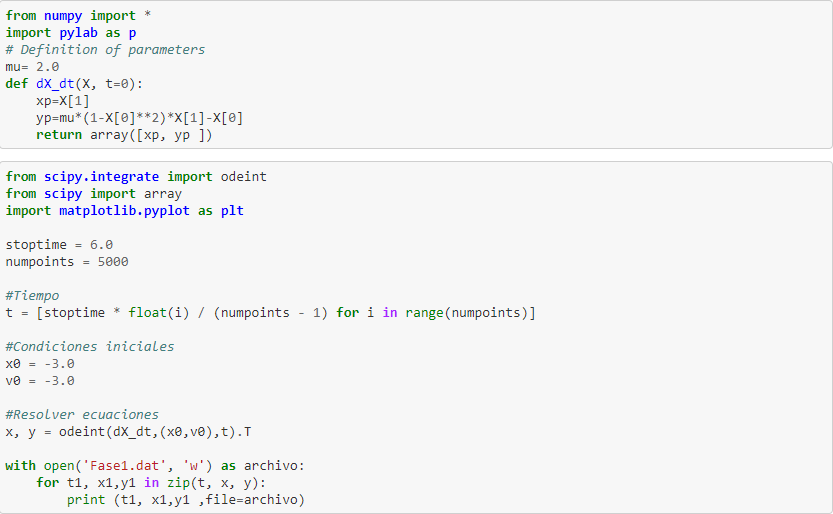 from numpy import *
import pylab as p
# Definition of parameters
mu= 2.0
def dX_dt(X, t=0):
    xp=X[1]
    yp=mu*(1-X[0]**2)*X[1]-X[0]
    return array([xp, yp ])
from scipy.integrate import odeint
from scipy import array
import matplotlib.pyplot as plt
stoptime = 6.0
numpoints = 5000
#Tiempo
t = [stoptime * float(i) / (numpoints - 1) for i in range(numpoints)]
#Condiciones iniciales
x0 = -3.0
v0 = -3.0
#Resolver ecuaciones
x, y = odeint(dX_dt,(x0,v0),t).T
with open('Fase1.dat', 'w') as archivo:
    for t1, x1,y1 in zip(t, x, y):
        print (t1, x1,y1 ,file=archivo)